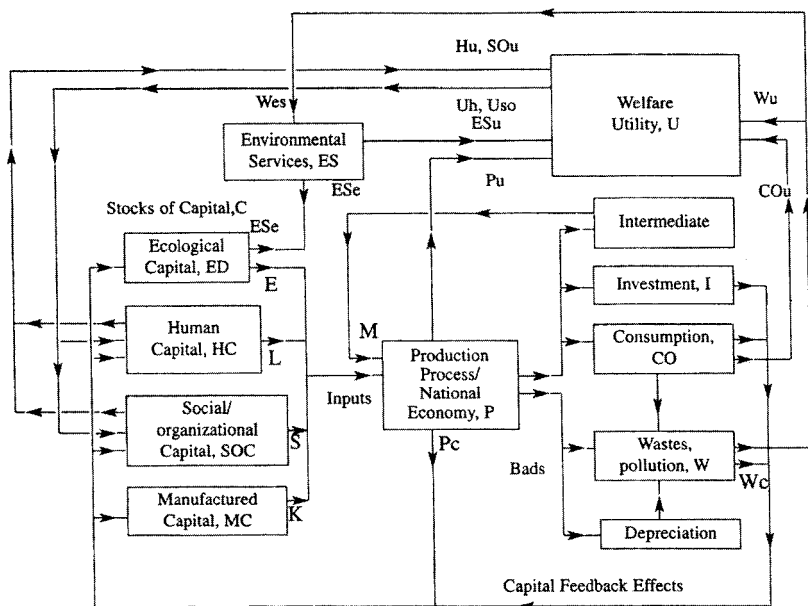 Hu, SOu
Wes
Uh, Uso
ESu
Welfare
Utility, U
Wu
Environmental
Services, ES
ESe
Pu
COu
Stocks of Capital,C
ESe
Ecological
Capital, ED
E
Intermediate
Investment, I
Human
Capital, HC
L
M
Production
Process/
National
Economy, P
Inputs
Consumption,
CO
Social/
organizational
Capital, SOC
S
Pc
Bads
Wastes,
pollution, W
Wc
Manufactured
Capital, MC
K
Depreciation
Capital Feedback Effects